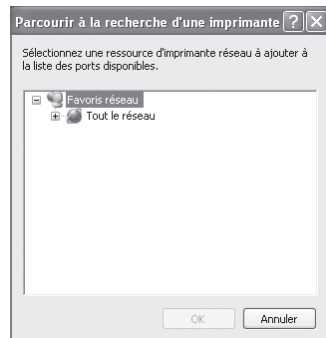 Parcourir à la recherche d'une imprimante
Sélectionnez une ressource d'imprimante réseau à ajouter à
la liste des ports disponibles.
Favoris réseau
Tout le réseau
OK
Annuler